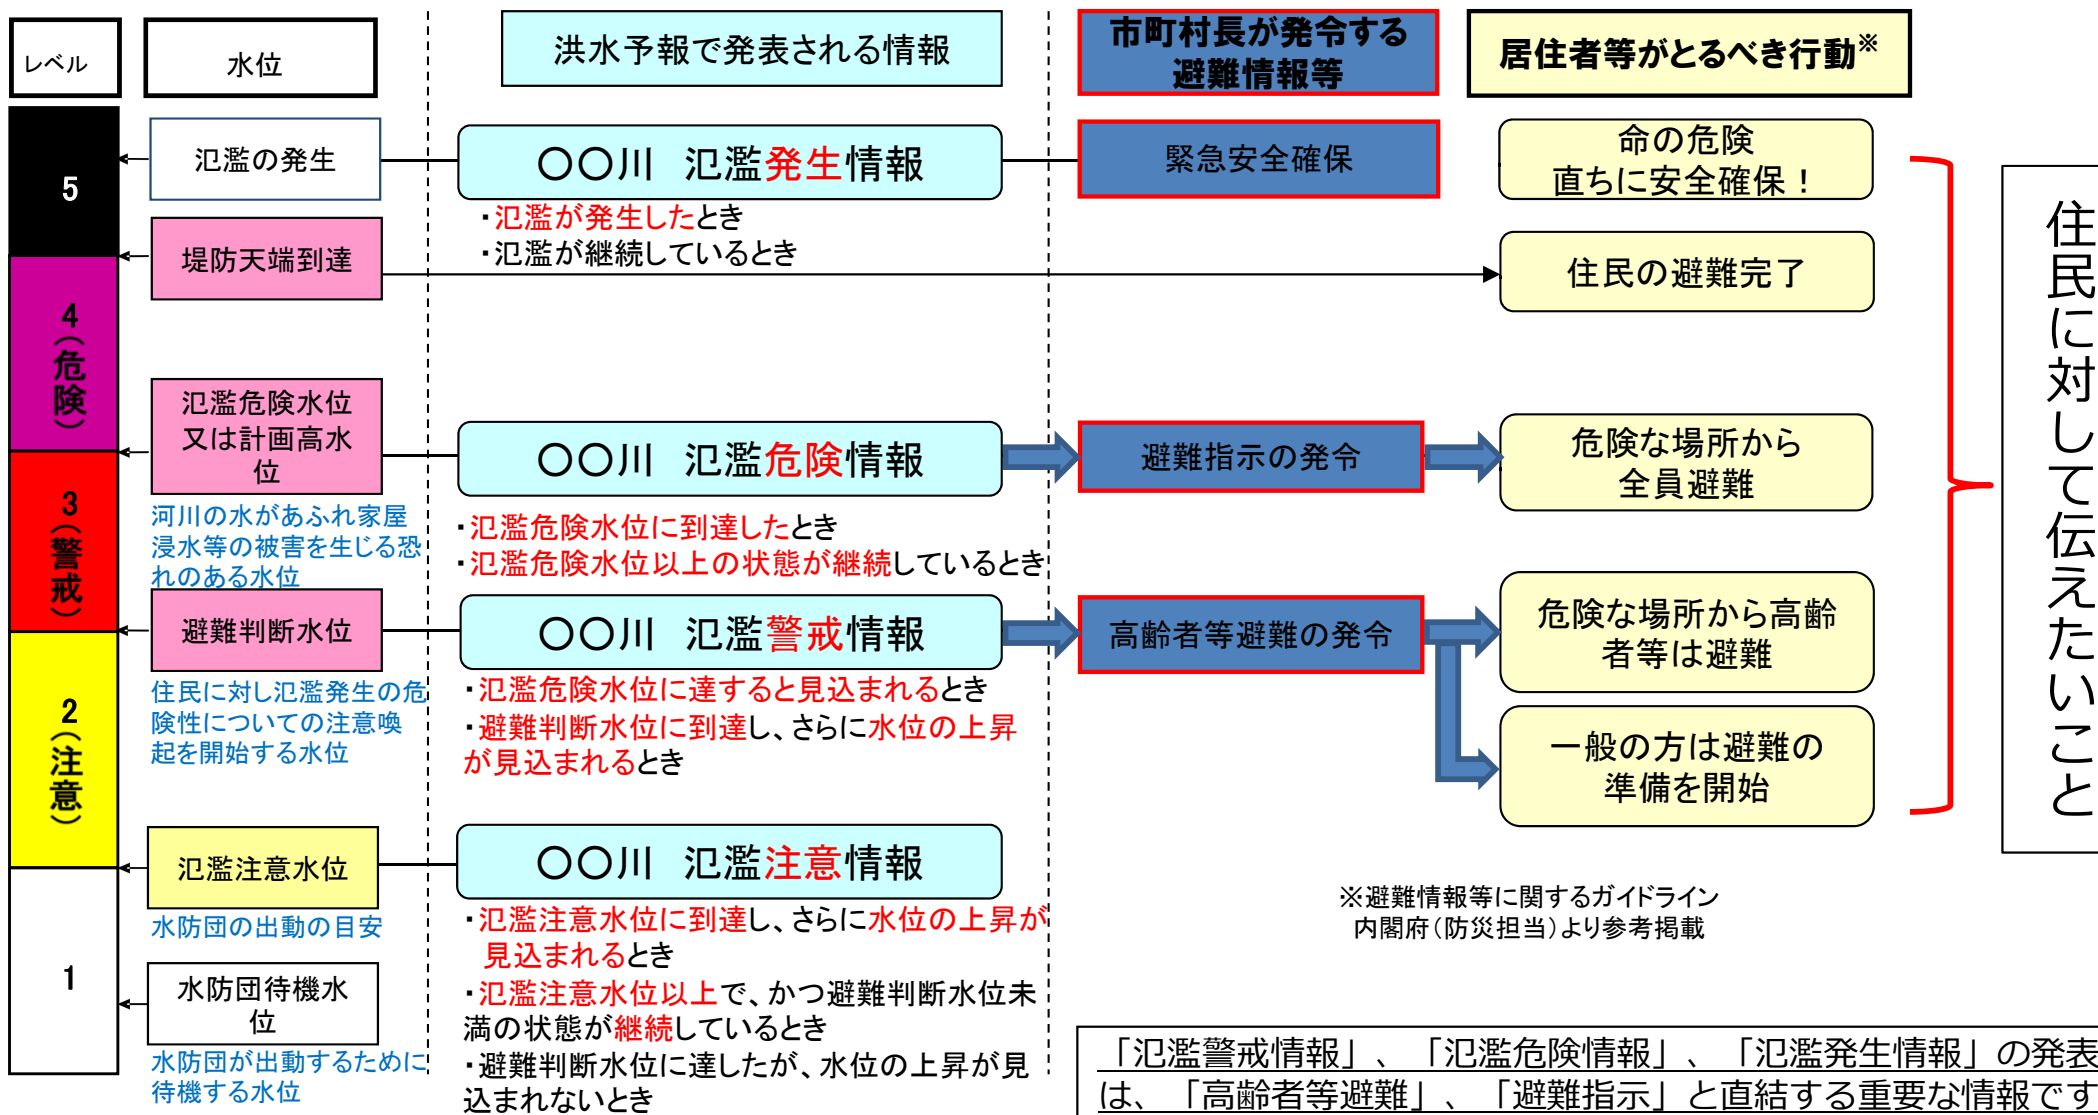 レベル
水位
洪水予報で発表される情報
市町村長が発令する
避難情報等
居住者等がとるべき行動※
5
4（危険）
3（警戒）
2（注意）
1
氾濫の発生
〇〇川　氾濫発生情報
緊急安全確保
命の危険
直ちに安全確保！
・氾濫が発生したとき
・氾濫が継続しているとき
堤防天端到達
住民の避難完了
氾濫危険水位
又は計画高水
位
〇〇川　氾濫危険情報
避難指示の発令
危険な場所から
全員避難
河川の水があふれ家屋
浸水等の被害を生じる恐
れのある水位
・氾濫危険水位に到達したとき
・氾濫危険水位以上の状態が継続しているとき
避難判断水位
〇〇川　氾濫警戒情報
高齢者等避難の発令
危険な場所から高齢
者等は避難
住民に対し氾濫発生の危
険性についての注意喚
起を開始する水位
・氾濫危険水位に達すると見込まれるとき
・避難判断水位に到達し、さらに水位の上昇
が見込まれるとき
一般の方は避難の
準備を開始
氾濫注意水位
〇〇川　氾濫注意情報
水防団の出動の目安
・氾濫注意水位に到達し、さらに水位の上昇が
見込まれるとき
・氾濫注意水位以上で、かつ避難判断水位未
満の状態が継続しているとき
・避難判断水位に達したが、水位の上昇が見
込まれないとき
水防団待機水
位
水防団が出動するために
待機する水位
住民に対して伝えたいこと
※避難情報等に関するガイドライン
内閣府（防災担当）より参考掲載
「氾濫警戒情報」、「氾濫危険情報」、「氾濫発生情報」の発表
は、「高齢者等避難」、「避難指示」と直結する重要な情報です